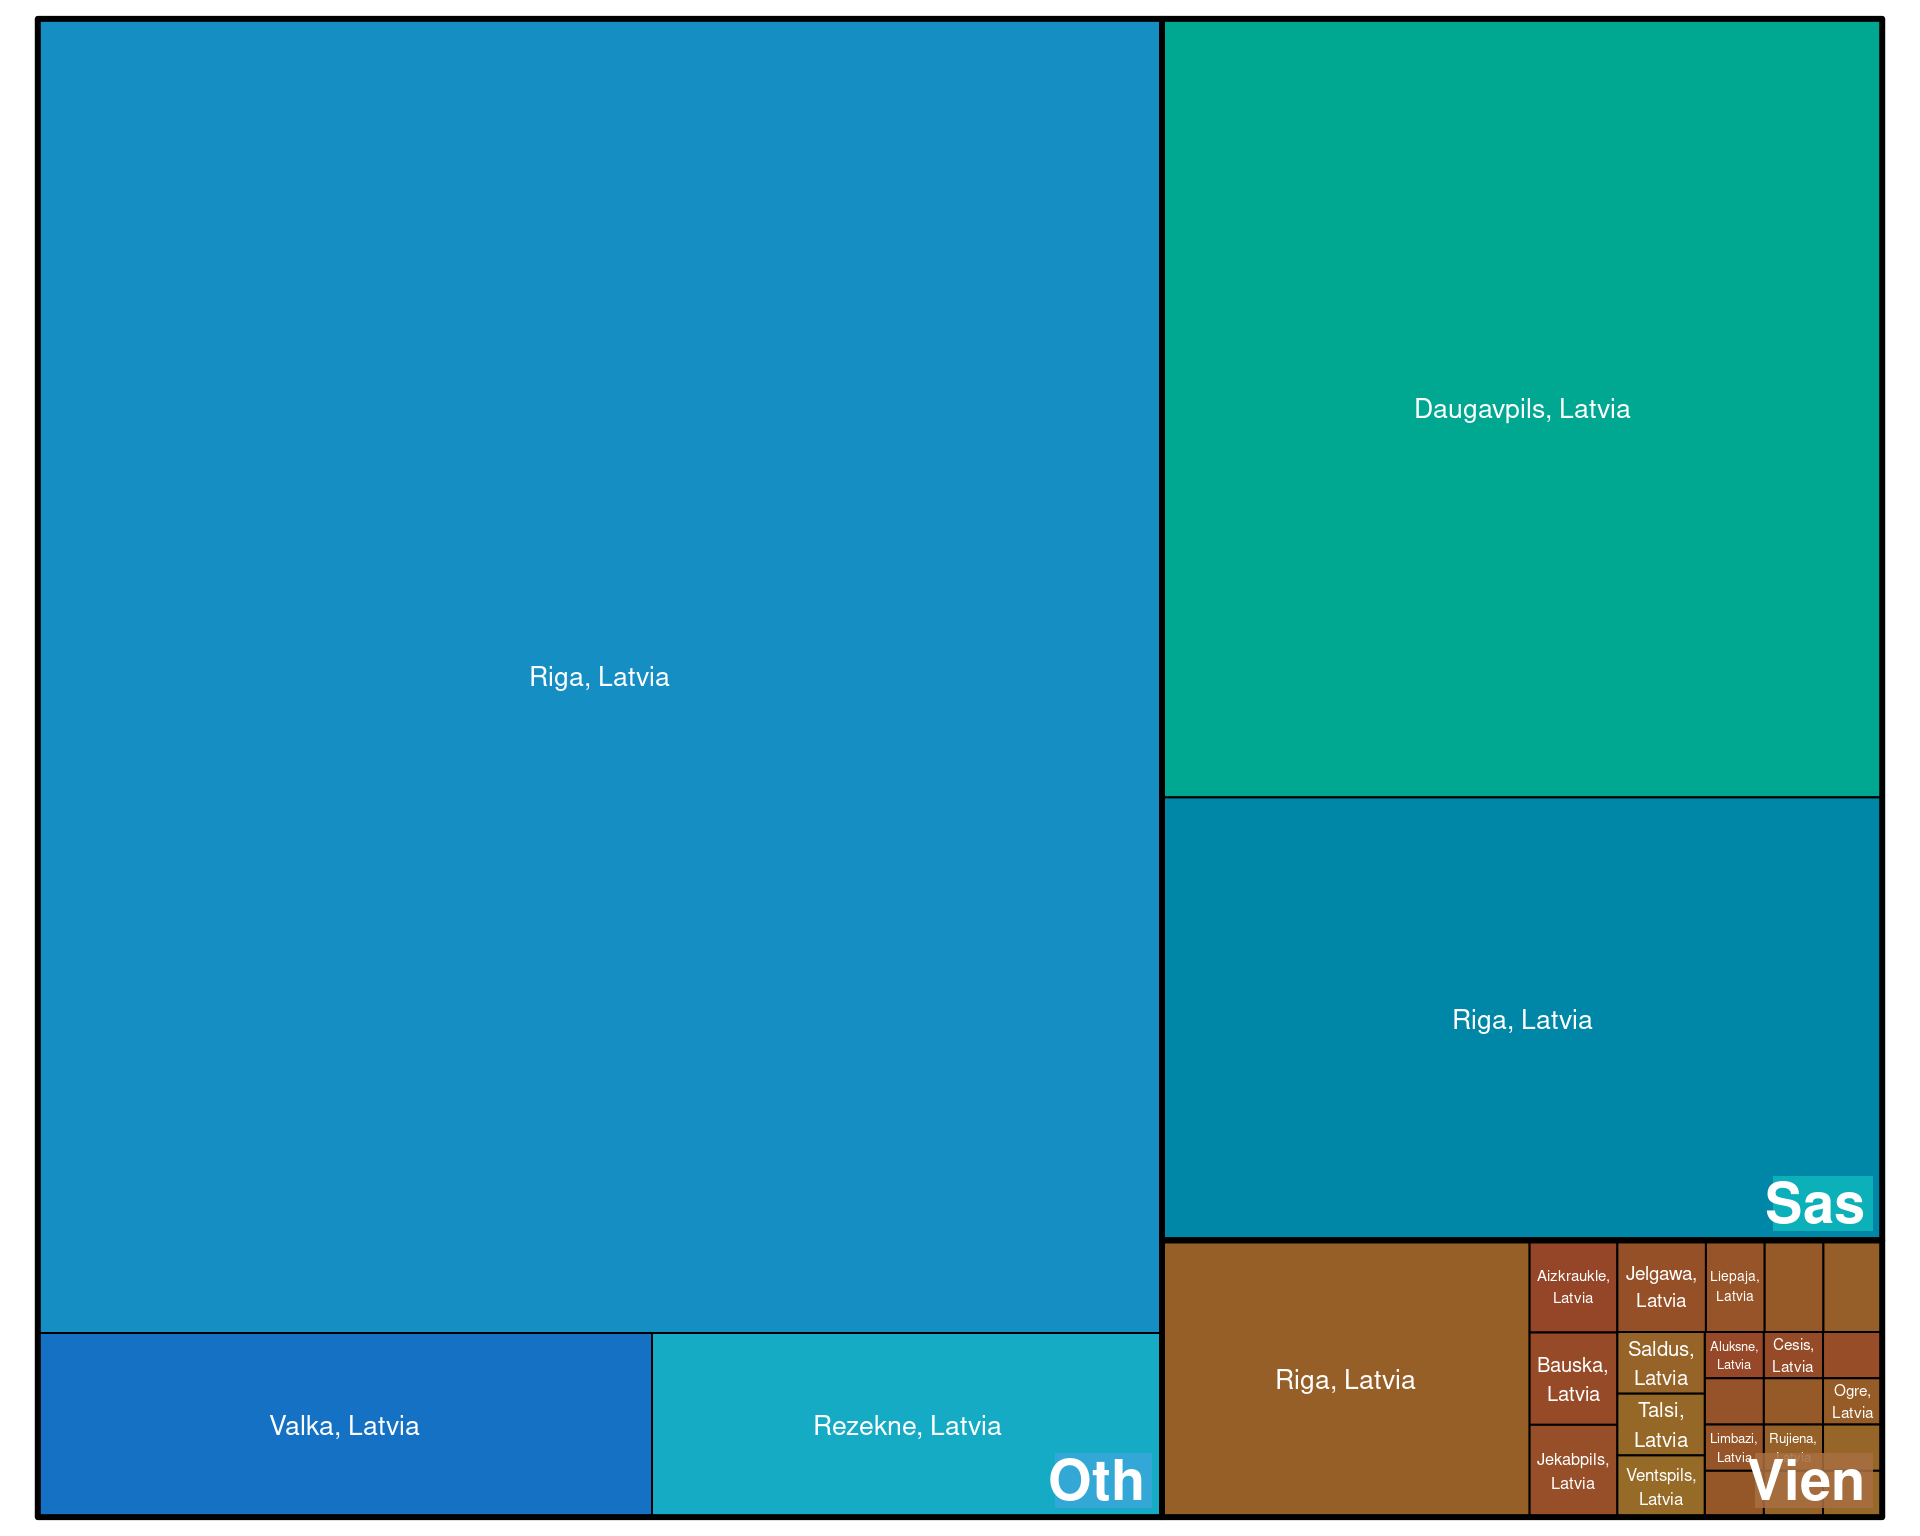 Riga, Latvia
Valka, Latvia
Rezekne, Latvia
Oth
Daugavpils, Latvia
Riga, Latvia
Sas
Riga, Latvia
Aizkraukle,
Latvia
Bauska,
Latvia
Jekabpils,
Latvia
Jelgawa,
Latvia
Saldus,
Latvia
Talsi,
Latvia
Ventspils,
Latvia
Liepaja,
Latvia
Aluksne,
Latvia
Cesis,
Latvia
Ogre,
Latvia
Limbazi,
Latvia
Rujiena,
Latvia
Vien